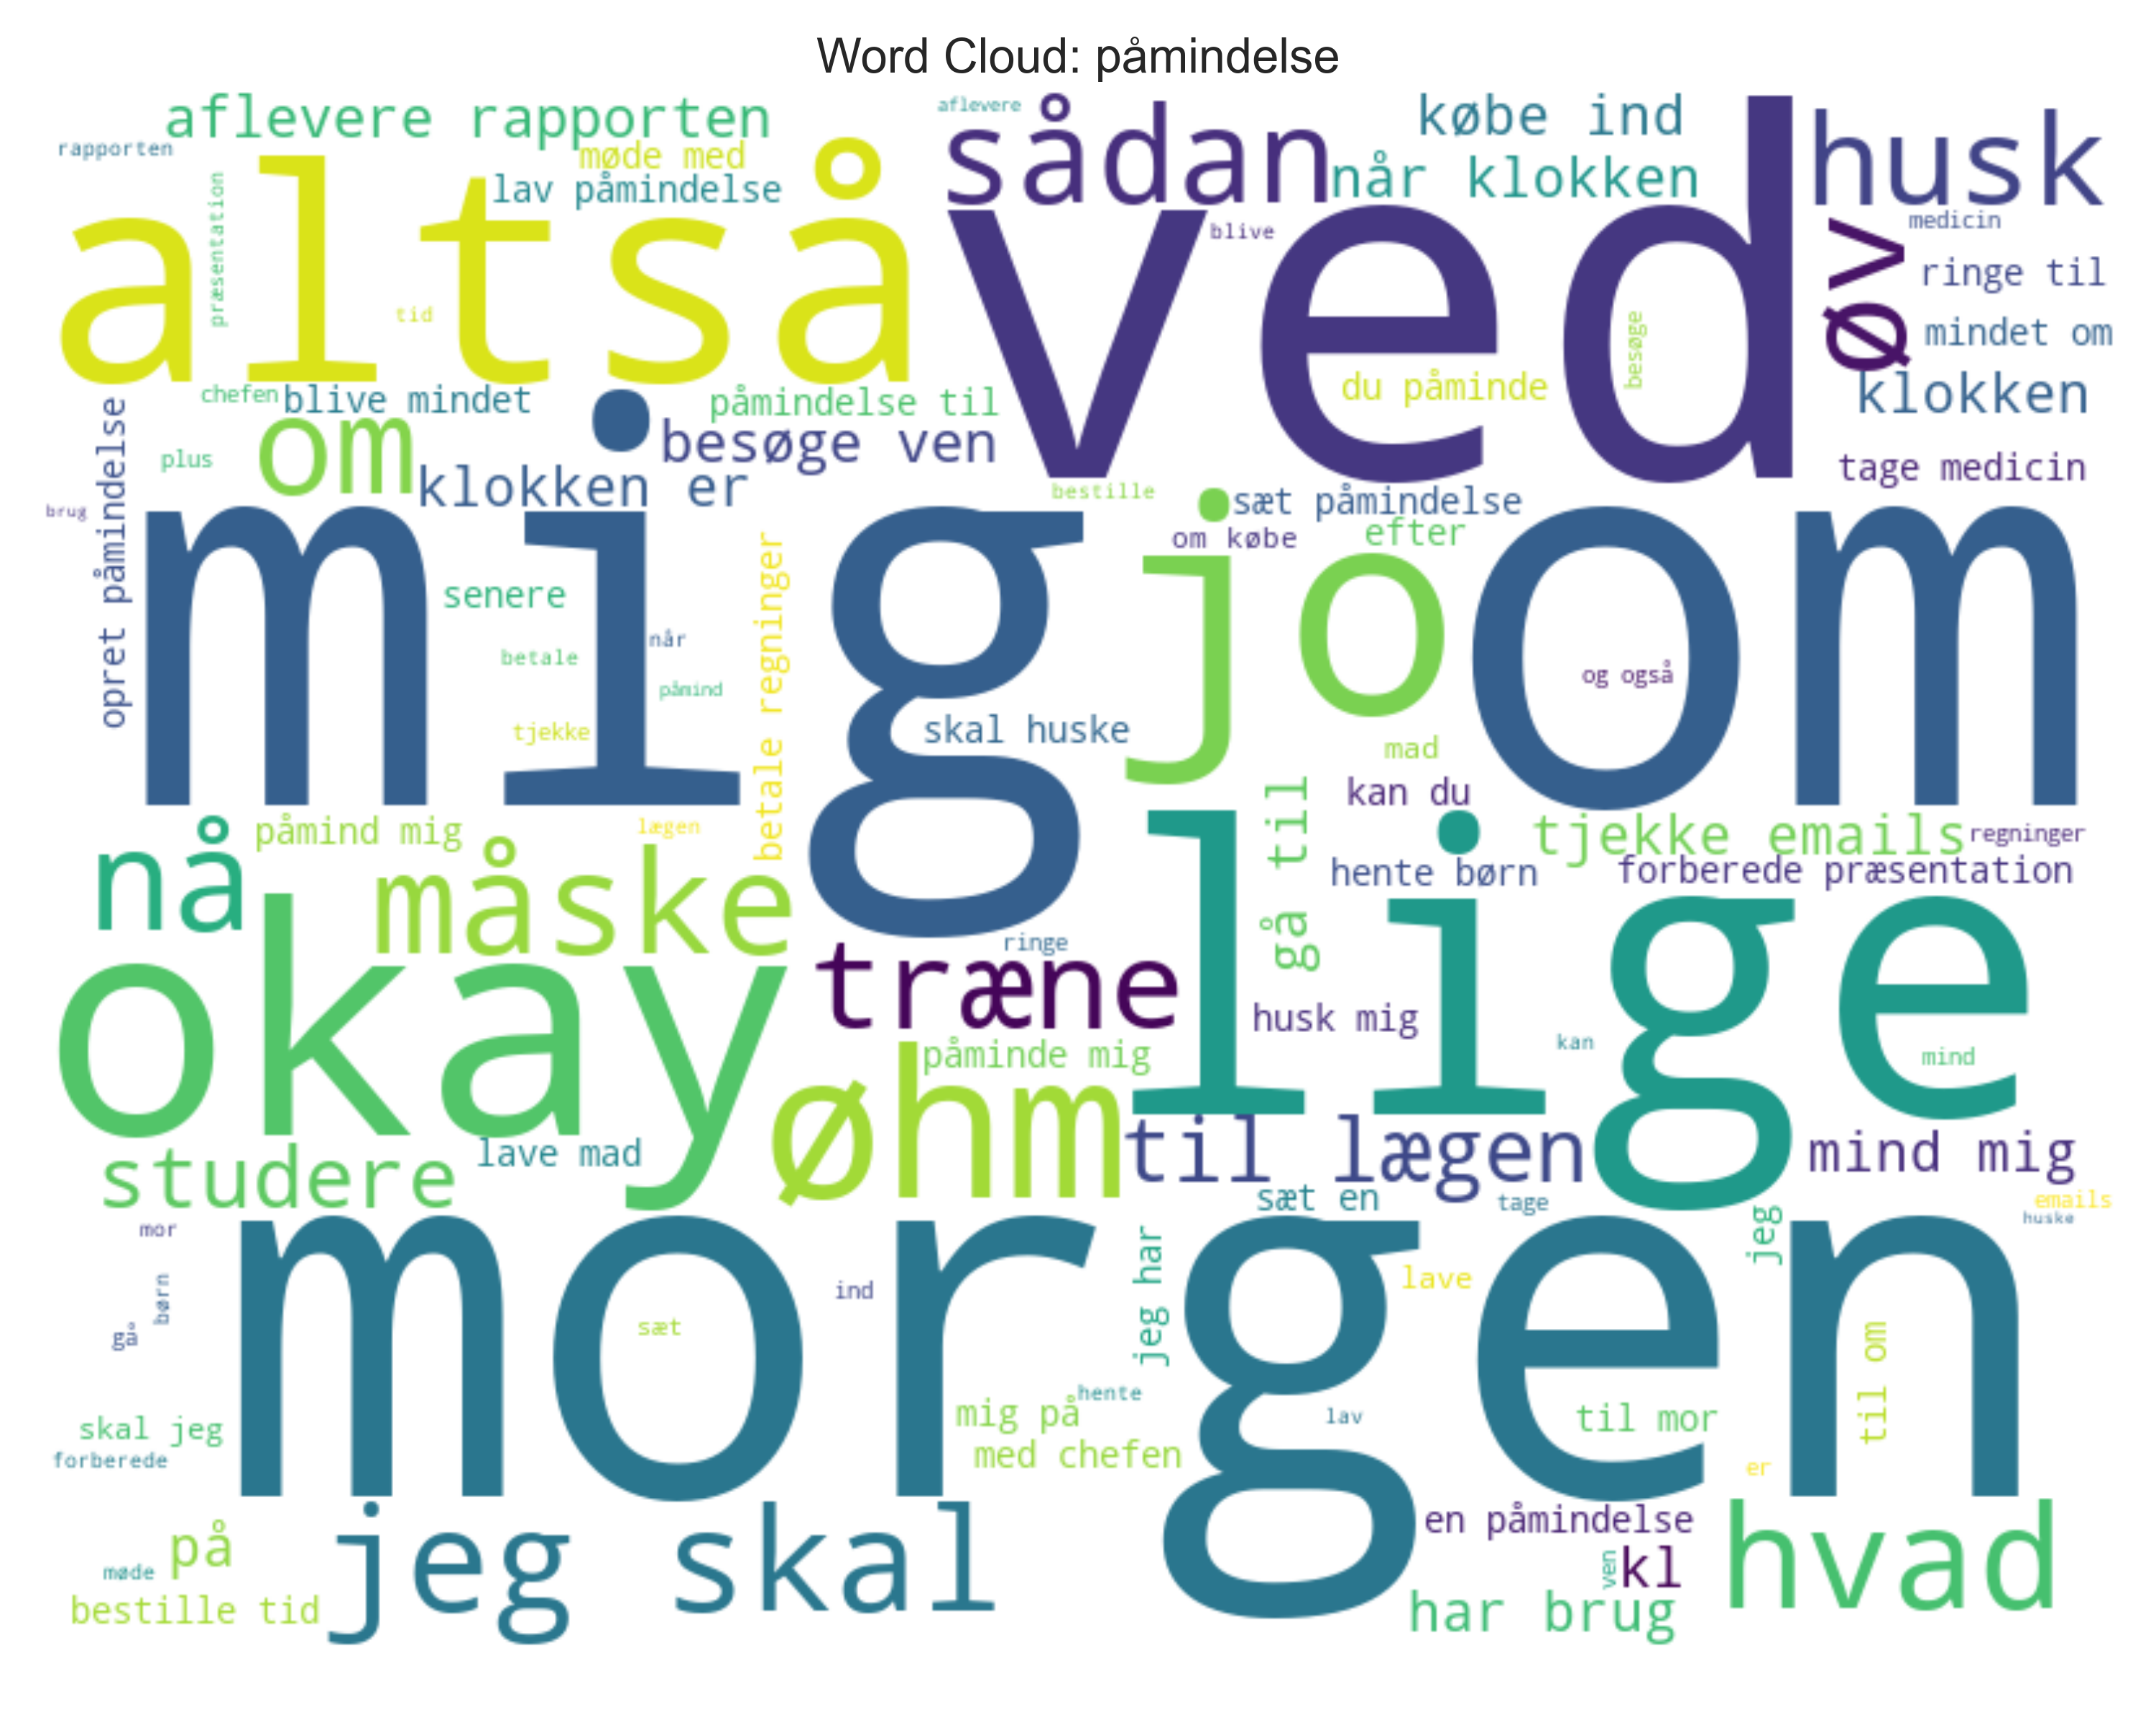 Word Cloud: påmindelse
aflevere rapporten
aflevere
sådan
købe ind
husk
rapporten
møde med
lav påmindelse
når klokken
altså
præsentation
tid
ved
blive
besøge
du påminde
øv
medicin
ringe til
mindet om
klokken
tage medicin
chefen
blive mindet
påmindelse til
om
besøge ven
plus
klokken er
bestille
sæt påmindelse
brug
opret påmindelse
mig
om købe
efter
jo
om
og også
senere
når
betale
påmind
tjekke
betale regninger
skal huske
mad
kan du
gå til
nå
påmind mig
lægen
måske
tjekke emails
regninger
hente børn
forberede præsentation
lige
okay
ringe
træne
husk mig
kan
mind
påminde mig
øhm
til lægen
mind mig
studere
lave mad
sæt en
tage
emails
huske
mor
jeg
morgen
børn
gå
ind
sæt
jeg har
lave
til om
hente
mig på
lav
til mor
skal jeg
med chefen
forberede
er
jeg skal
en påmindelse
hvad
på
møde
ven
kl
bestille tid
har brug